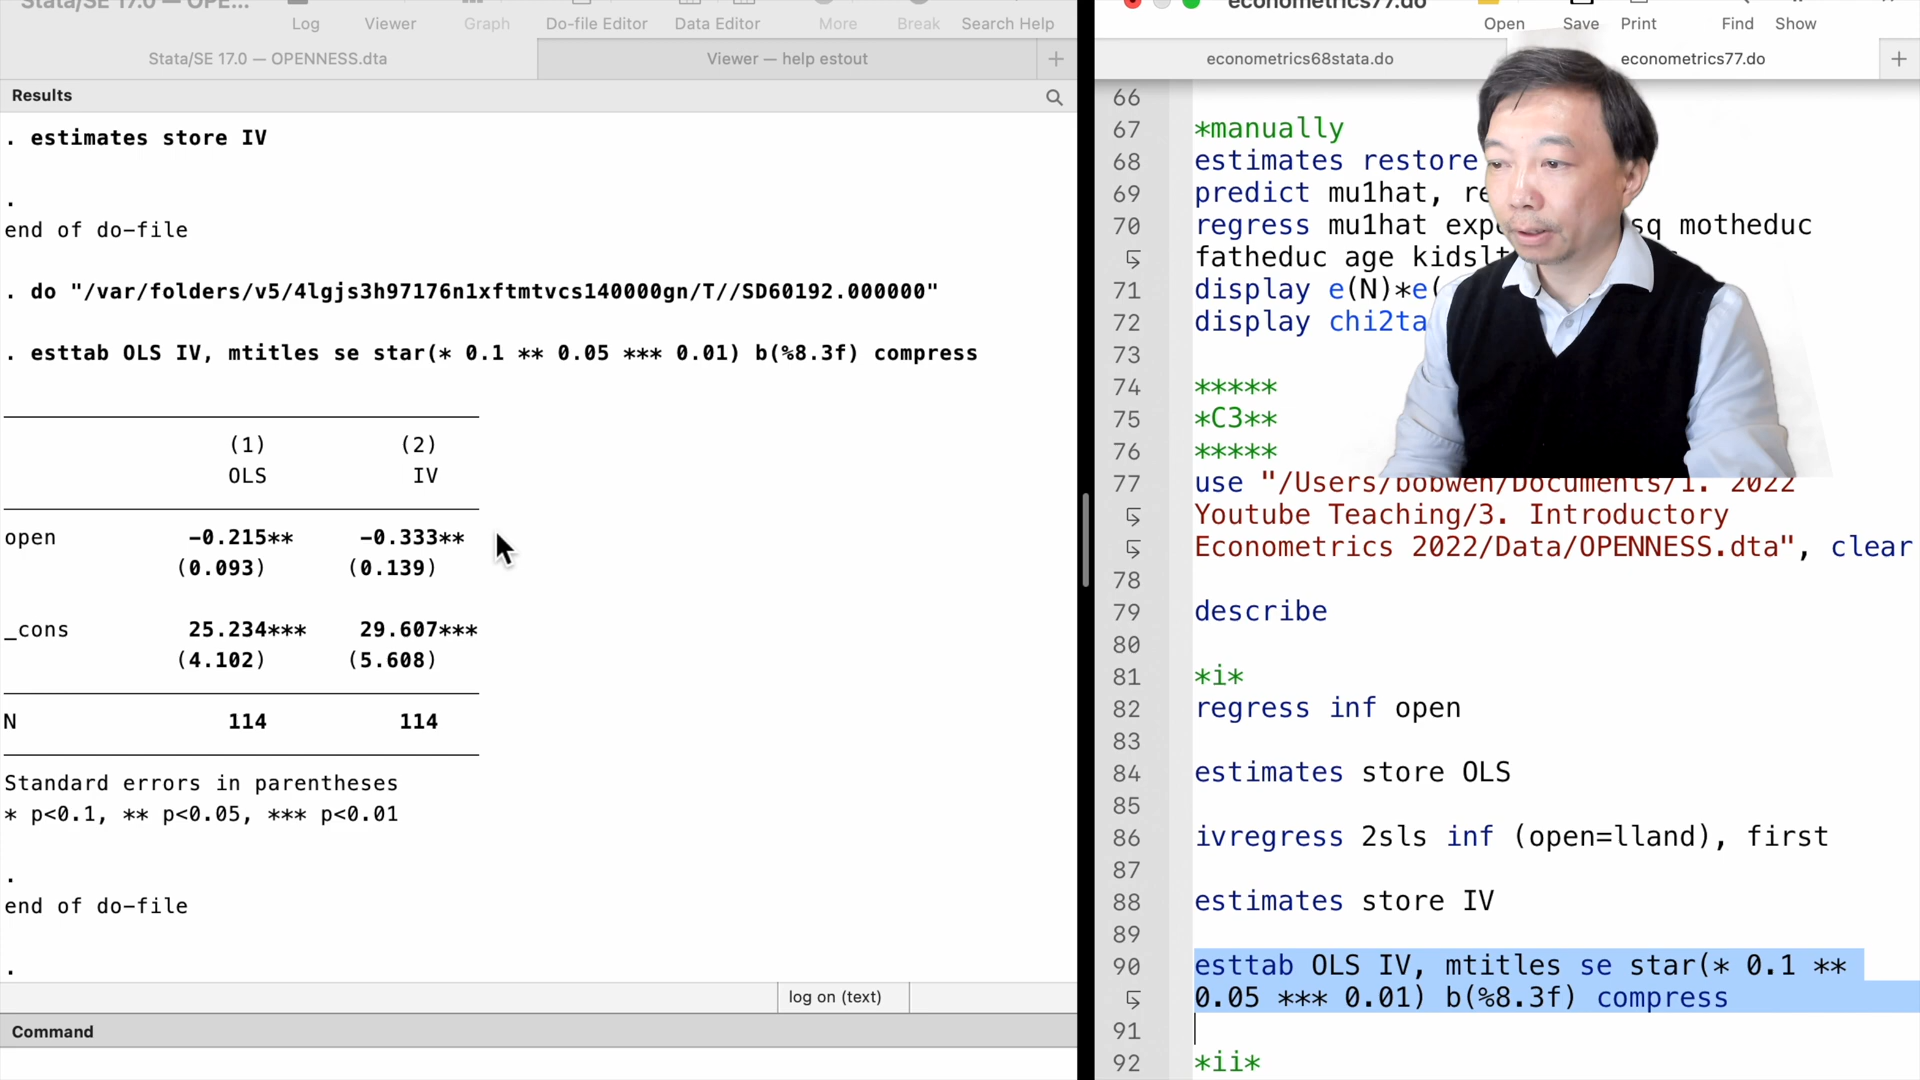 Stata/SE 17.0 — OPE...
Log
Viewer
Graph
Do-file Editor
Data Editor
More
Break
Search Help
Stata/SE 17.0 — OPENNESS.dta
Viewer — help estout
Results
. estimates store IV
.
end of do-file
. do "/var/folders/v5/4lgjs3h97176n1xftmtvcs140000gn/T//SD60192.000000"
. esttab OLS IV, mtitles se star(* 0.1 ** 0.05 *** 0.01) b(%8.3f) compress
(1) (2)
OLS IV
open -0.215** -0.333**
(0.093) (0.139)
_cons 25.234*** 29.607***
(4.102) (5.608)
N 114 114
Standard errors in parentheses
* p<0.1, ** p<0.05, *** p<0.01
.
end of do-file
.
log on (text)
Command
econometrics77.do
Open
Save
Print
Find
Show
econometrics68stata.do
econometrics77.do
66
67 *manually
68 estimates restore
69 predict mu1hat,
70 regress mu1hat motheduc
fatheduc age
71 display e(N)*e(
72 display
73
74 *****
75 *C3**
76 *****
77 use "/Users/bobwen/Documents/1. 2022
Youtube Teaching/3. Introductory
Econometrics 2022/Data/OPENNESS.dta", clear
78
79 describe
80
81 *i*
82 regress inf open
83
84 estimates store OLS
85
86 ivregress 2sls inf (open=lland), first
87
88 estimates store IV
89
90 esttab OLS IV, mtitles se star(* 0.1 **
0.05 *** 0.01) b(%8.3f) compress
91
92 *ii*